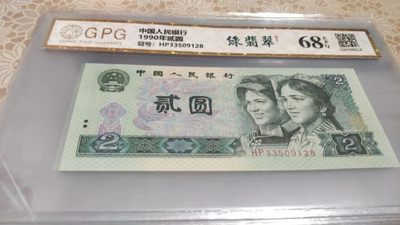 GPG
中国人民银行
1990年贰圆
冠号: HP33509128
绿翡翠
68 EPQ
中国人民银行
贰圆
2
HP33509128
2